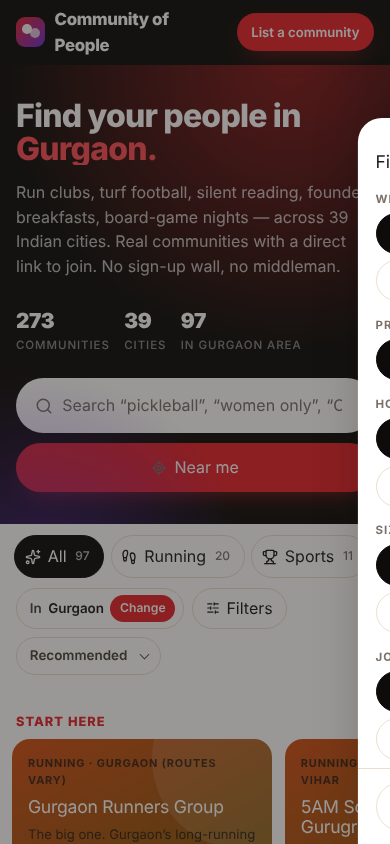 Community of
People
List a community
Find your people in
Gurgaon.
Run clubs, turf football, silent reading, founde
breakfasts, board-game nights — across 39
Indian cities. Real communities with a direct
link to join. No sign-up wall, no middleman.
273 39 97
COMMUNITIES CITIES IN GURGAON AREA
Search “pickleball”, “women only”, “C
Near me
All 97 Running 20 Sports 11
In Gurgaon Change Filters
Recommended
START HERE
RUNNING · GURGAON (ROUTES
VARY)
Gurgaon Runners Group
The big one. Gurgaon's long-running
RUNNING
VIHAR
5AM Sc
Gurugr
Fi
PR
HO
SI
JO